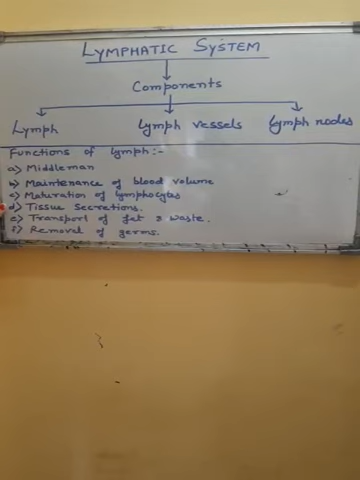 LYMPHATIC SYSTEM
Components
Lymph Lymph vessels Lymph nodes
Functions of lymph:-
a) Middleman
b) Maintenance of blood volume
c) Maturation of lymphocytes
d) Tissue secretions.
e) Transport of fat & waste.
f) Removal of germs.